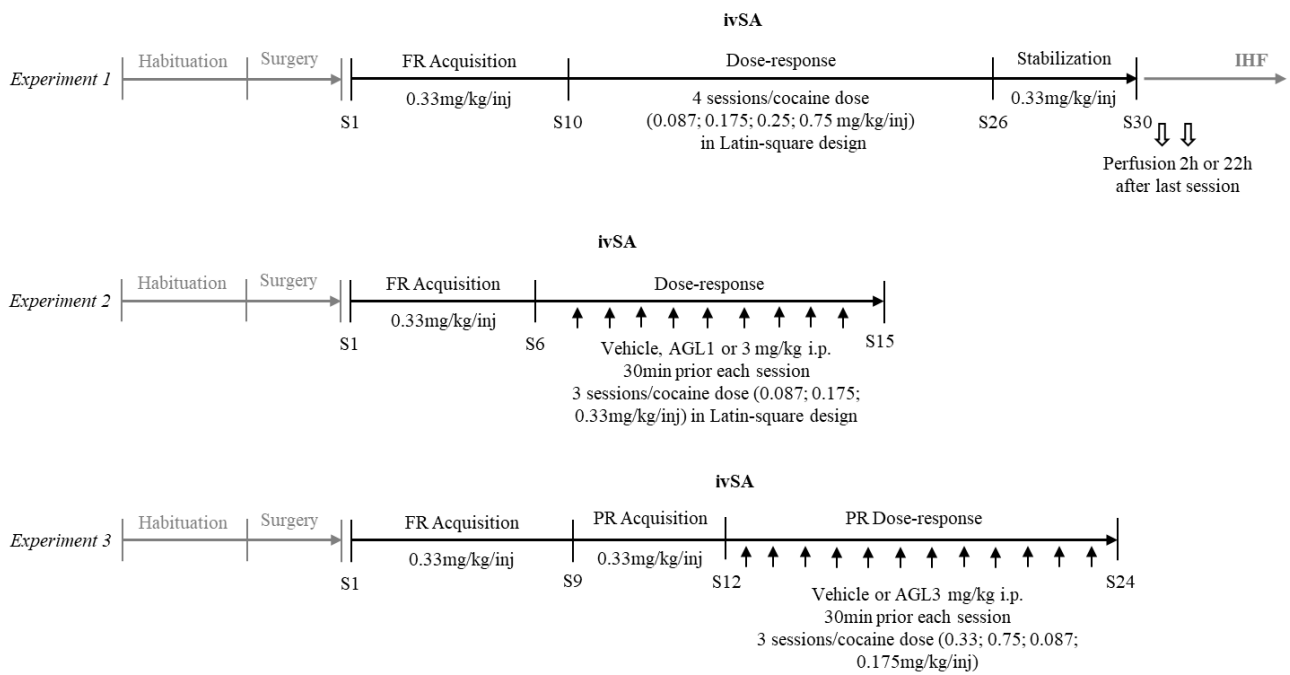 ivSA
Experiment 1
Habituation
Surgery
FR Acquisition
0.33mg/kg/inj
Dose-response
4 sessions/cocaine dose
(0.087; 0.175; 0.25; 0.75 mg/kg/inj)
in Latin-square design
Stabilization
0.33mg/kg/inj
IHF
S1
S10
S26
S30
Perfusion 2h or 22h
after last session
ivSA
Experiment 2
Habituation
Surgery
FR Acquisition
0.33mg/kg/inj
Dose-response
S1
S6
S15
Vehicle, AGL1 or 3 mg/kg i.p.
30min prior each session
3 sessions/cocaine dose (0.087; 0.175;
0.33mg/kg/inj) in Latin-square design
ivSA
Experiment 3
Habituation
Surgery
FR Acquisition
0.33mg/kg/inj
PR Acquisition
0.33mg/kg/inj
PR Dose-response
S1
S9
S12
S24
Vehicle or AGL3 mg/kg i.p.
30min prior each session
3 sessions/cocaine dose (0.33; 0.75; 0.087;
0.175mg/kg/inj)